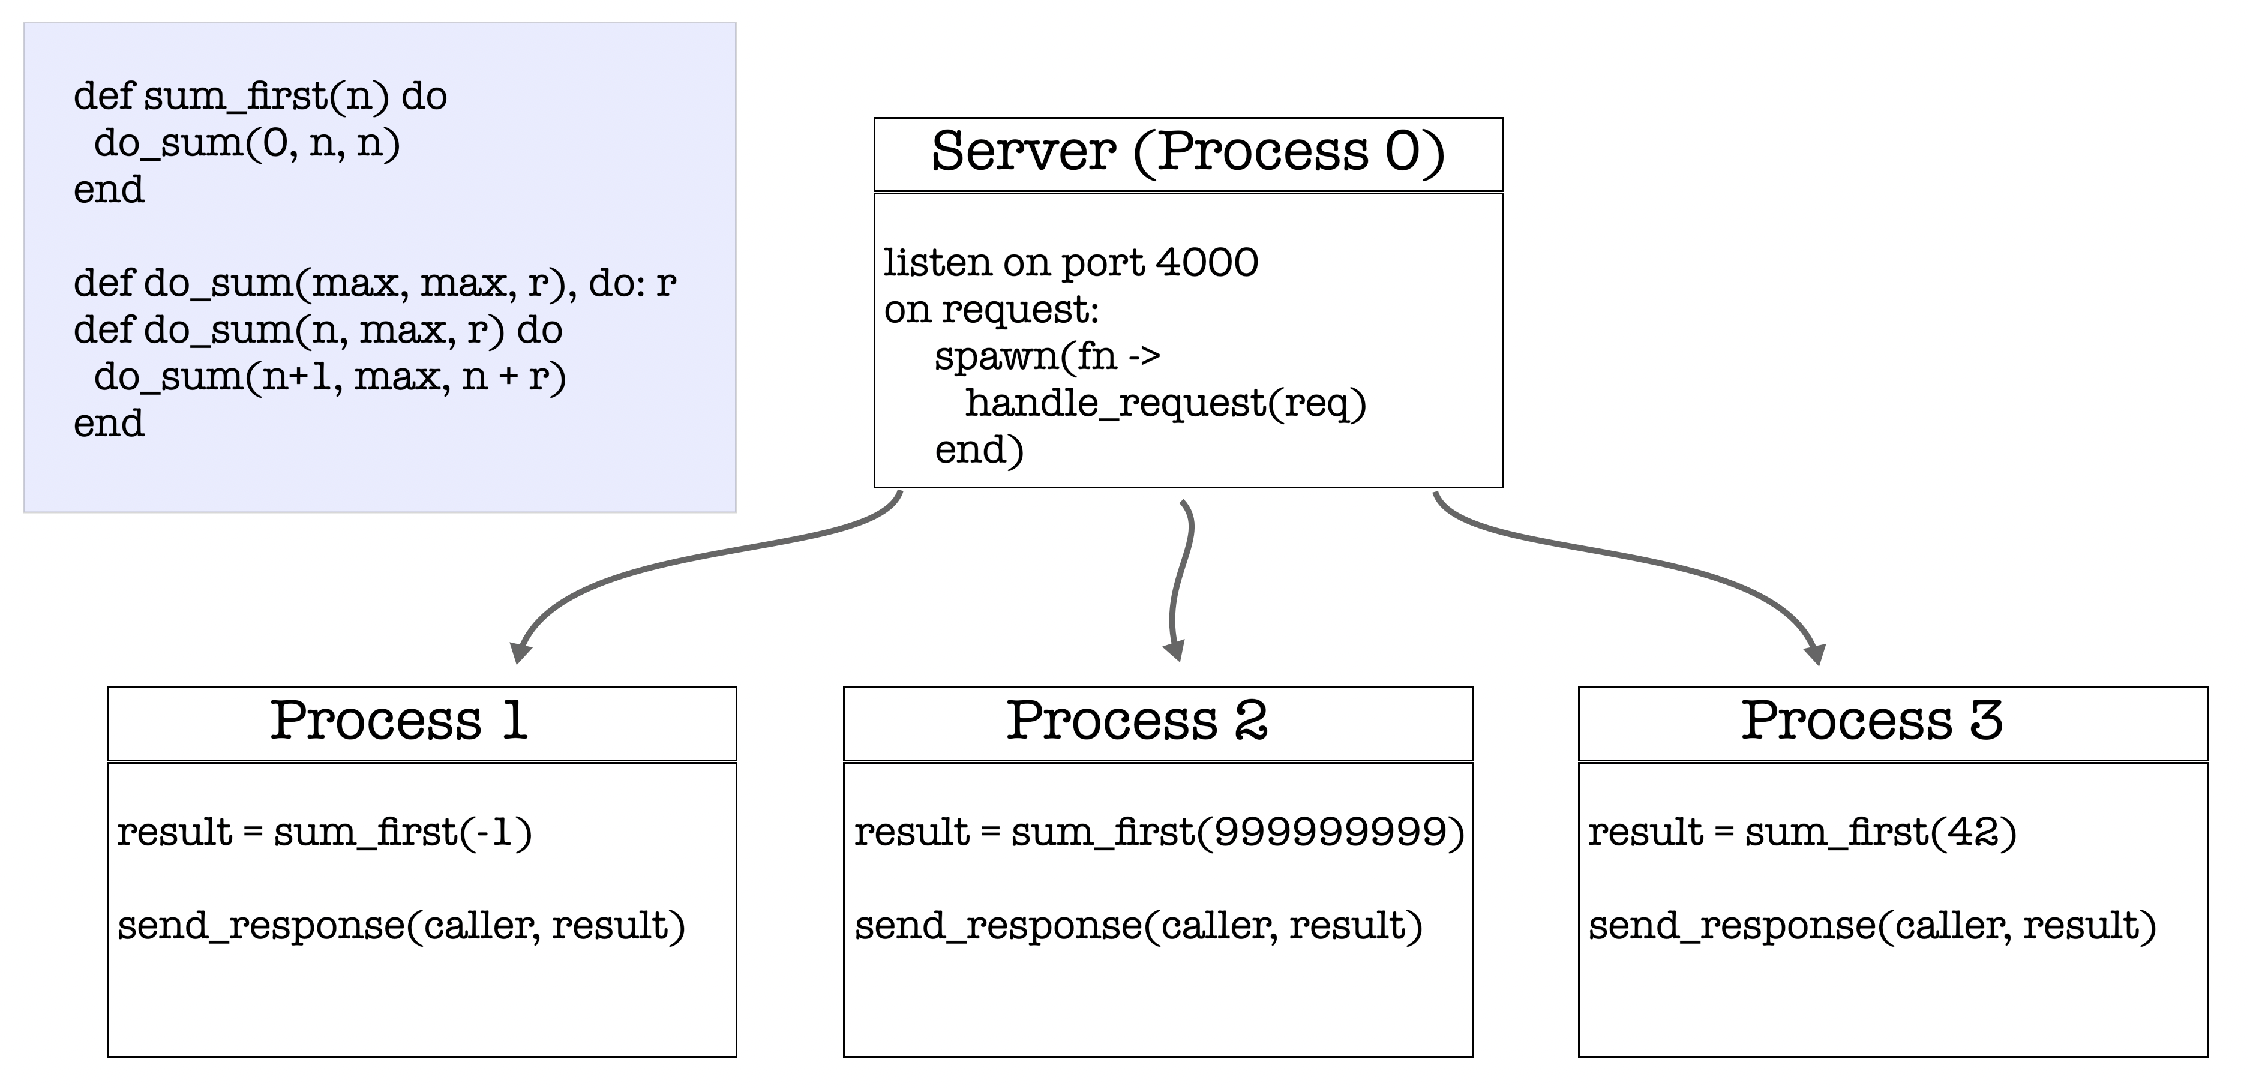 def sum_first(n) do
do_sum(0, n, n)
end
def do_sum(max, max, r), do: r
def do_sum(n, max, r) do
do_sum(n+1, max, n + r)
end
Server (Process 0)
listen on port 4000
on request:
spawn(fn ->
handle_request(req)
end)
Process 1
result = sum_first(-1)
send_response(caller, result)
Process 2
result = sum_first(999999999)
send_response(caller, result)
Process 3
result = sum_first(42)
send_response(caller, result)